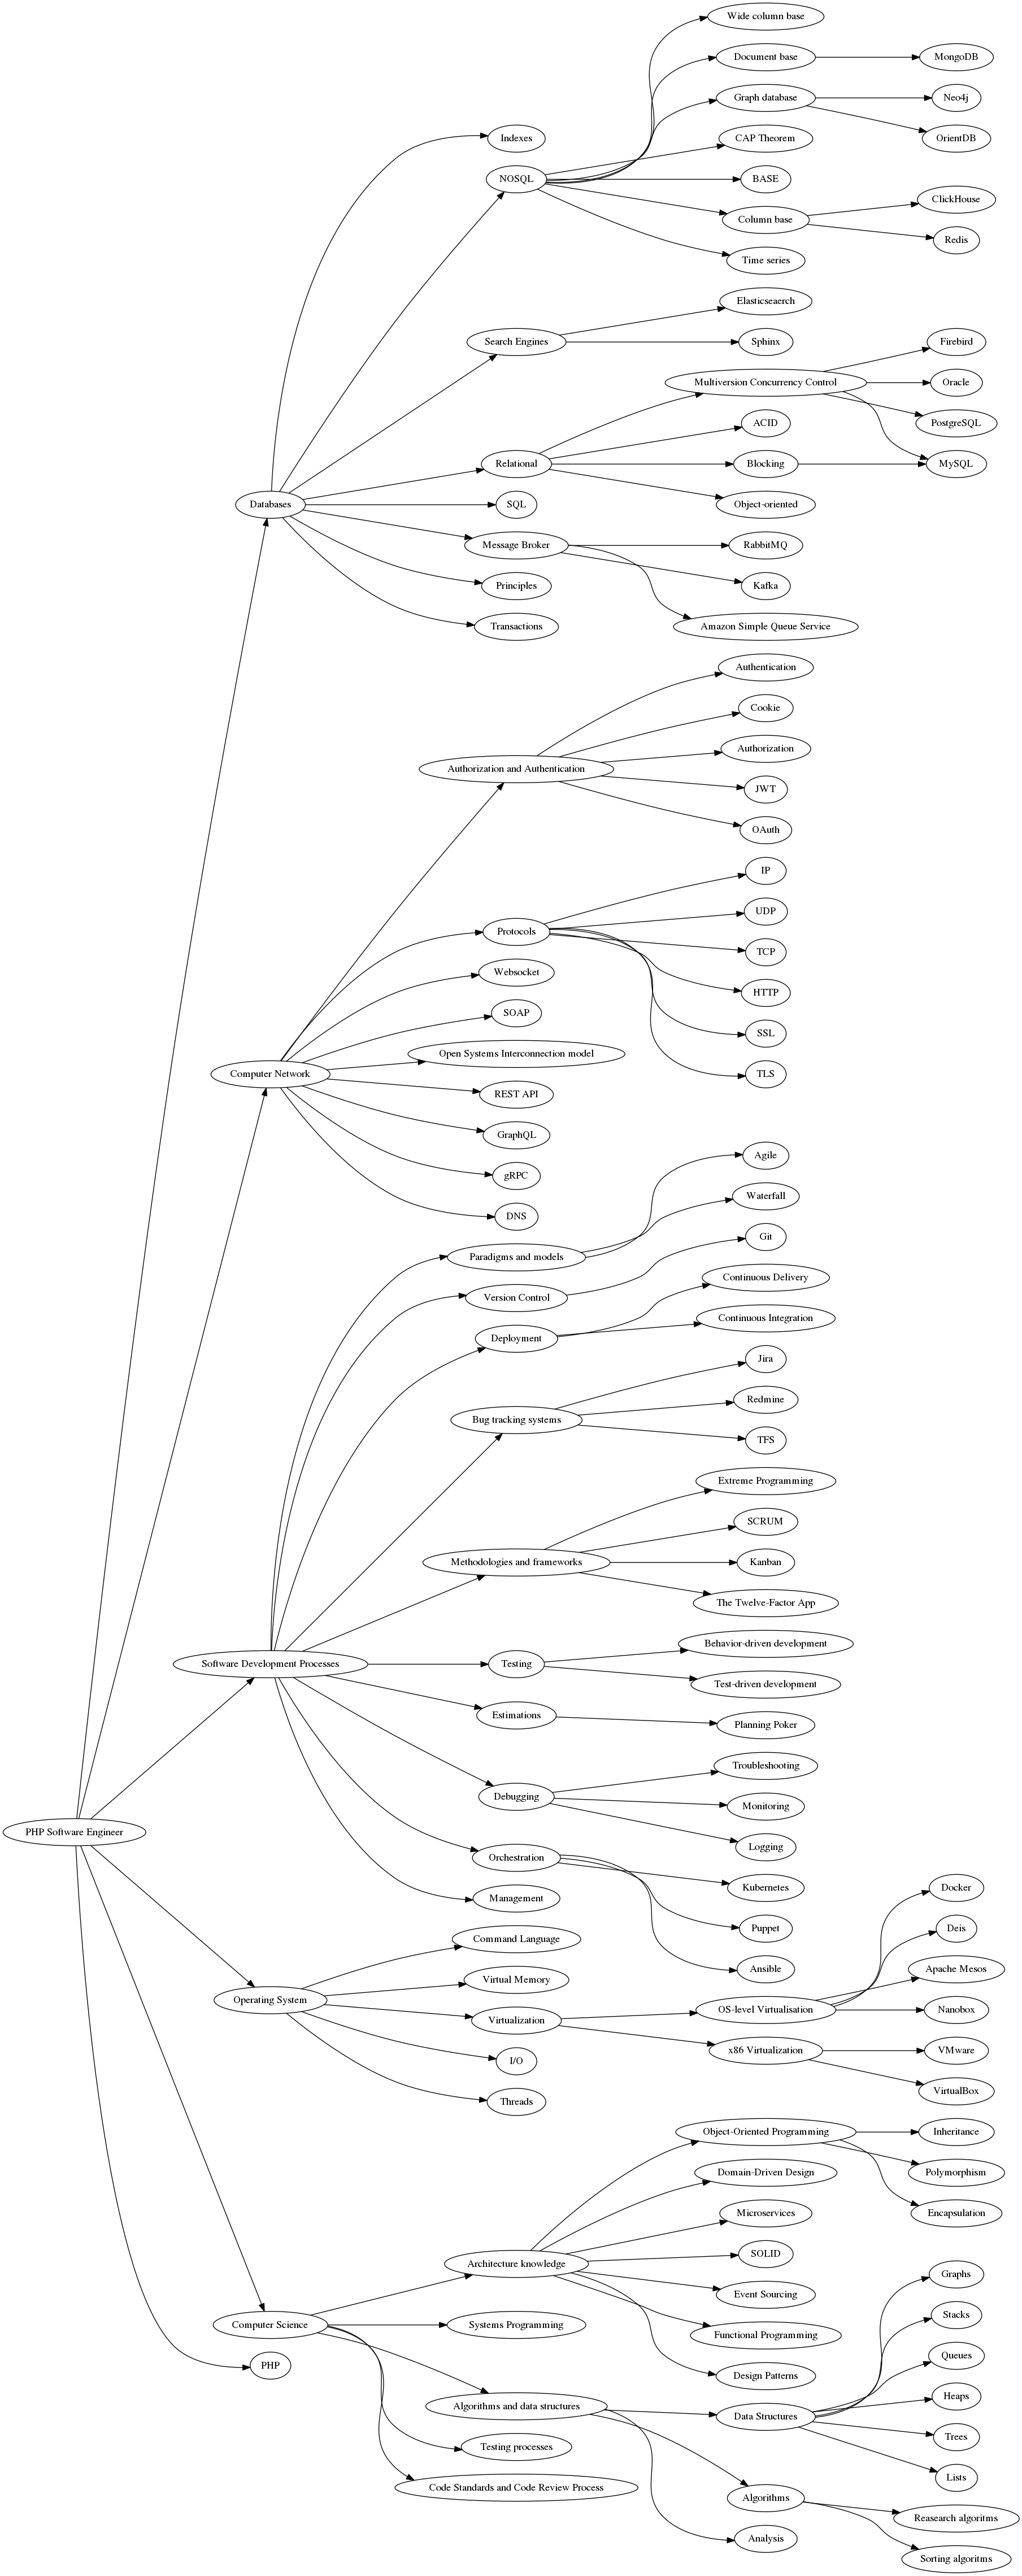 Wide column base
Document base
MongoDB
Graph database
Neo4j
Indexes
CAP Theorem
OrientDB
NOSQL
BASE
ClickHouse
Column base
Redis
Time series
Elasticseaerch
Search Engines
Sphinx
Firebird
Multiversion Concurrency Control
Oracle
ACID
PostgreSQL
Relational
Blocking
MySQL
Databases
SQL
Object-oriented
Message Broker
RabbitMQ
Principles
Kafka
Transactions
Amazon Simple Queue Service
Authentication
Cookie
Authorization
Authorization and Authentication
JWT
OAuth
IP
UDP
Protocols
TCP
Websocket
HTTP
SOAP
SSL
Open Systems Interconnection model
Computer Network
TLS
REST API
GraphQL
Agile
gRPC
Waterfall
DNS
Git
Paradigms and models
Continuous Delivery
Version Control
Continuous Integration
Deployment
Jira
Redmine
Bug tracking systems
TFS
Extreme Programming
SCRUM
Methodologies and frameworks
Kanban
The Twelve-Factor App
Behavior-driven development
Software Development Processes
Testing
Test-driven development
Estimations
Planning Poker
Troubleshooting
Debugging
Monitoring
PHP Software Engineer
Logging
Orchestration
Kubernetes
Docker
Management
Puppet
Deis
Command Language
Ansible
Apache Mesos
Virtual Memory
Operating System
OS-level Virtualisation
Nanobox
Virtualization
x86 Virtualization
VMware
I/O
VirtualBox
Threads
Object-Oriented Programming
Inheritance
Domain-Driven Design
Polymorphism
Microservices
Encapsulation
SOLID
Architecture knowledge
Graphs
Event Sourcing
Stacks
Computer Science
Systems Programming
Functional Programming
Queues
PHP
Design Patterns
Heaps
Algorithms and data structures
Data Structures
Trees
Testing processes
Lists
Code Standards and Code Review Process
Algorithms
Reasearch algoritms
Analysis
Sorting algoritms